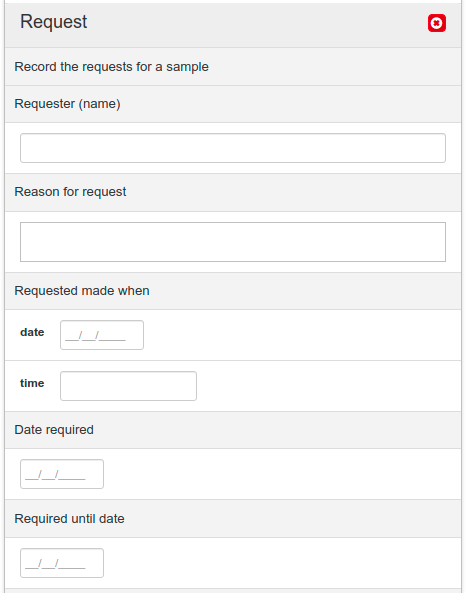 Request
Record the requests for a sample
Requester (name)
Reason for request
Requested made when
date __/__/____
time
Date required
__/__/____
Required until date
__/__/____